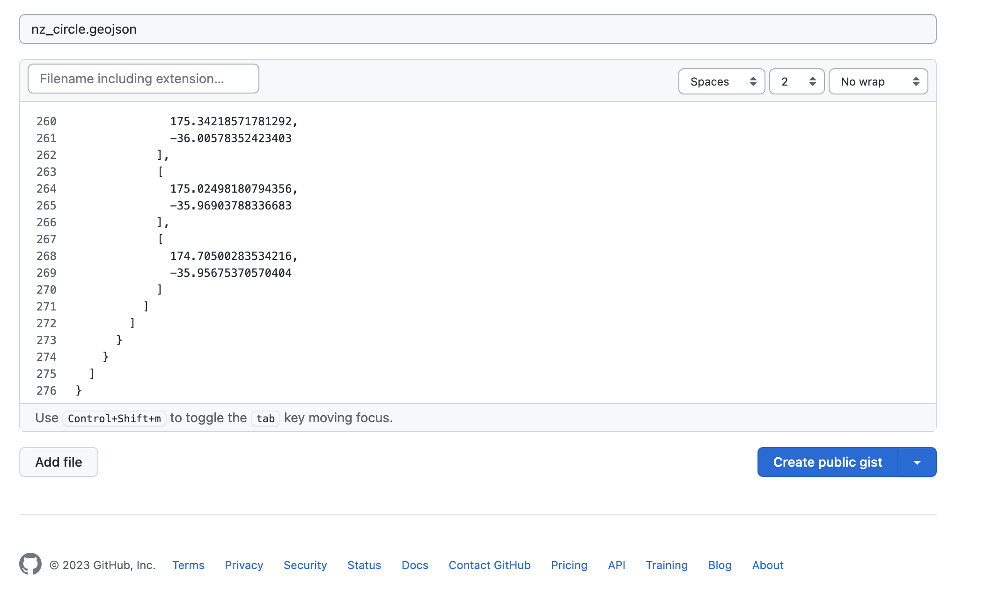 nz_circle.geojson
Filename including extension...
Spaces
2
No wrap
260 175.34218571781292,
261 -36.00578352423403
262 ],
263 [
264 175.02498180794356,
265 -35.96903788336683
266 ],
267 [
268 174.70500283534216,
269 -35.95675370570404
270 ]
271 ]
272 ]
273 }
274 }
275 ]
276 }
Use Control+Shift+m to toggle the tab key moving focus.
Add file
Create public gist
© 2023 GitHub, Inc. Terms Privacy Security Status Docs Contact GitHub Pricing API Training Blog About